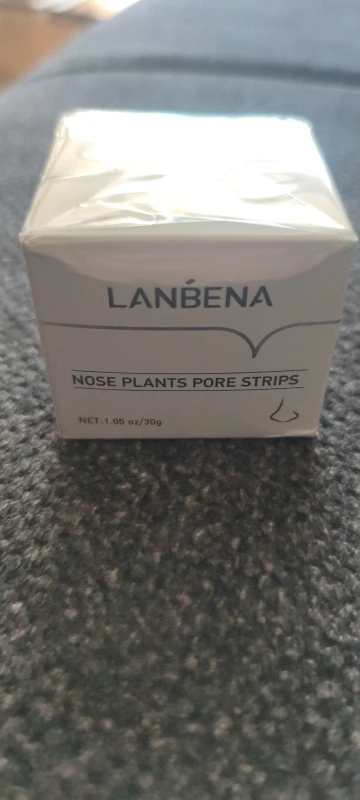 LANBENA
NOSE PLANTS PORE STRIPS
NET:1.05 oz/30g